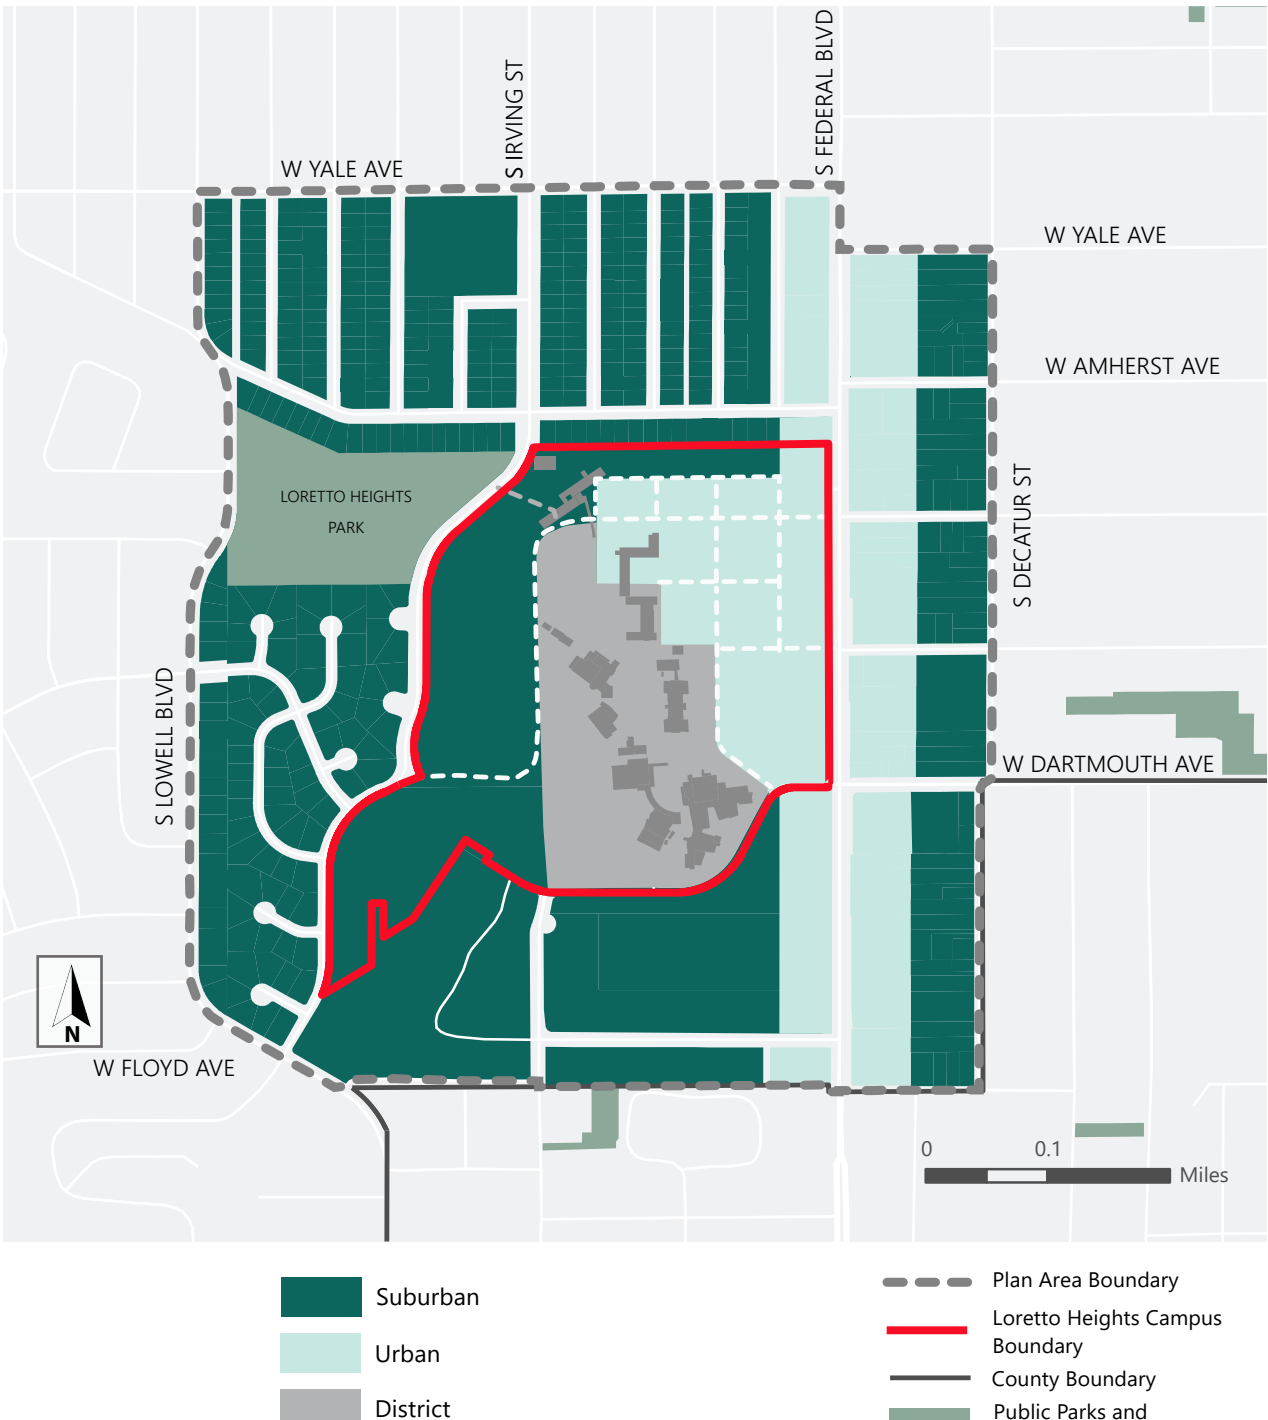 S FEDERAL BLVD
S IRVING ST
W YALE AVE
W YALE AVE
W AMHERST AVE
LORETTO HEIGHTS
PARK
S DECATUR ST
S LOWELL BLVD
W DARTMOUTH AVE
N
W FLOYD AVE
0 0.1
Miles
Suburban
Urban
District
Plan Area Boundary
Loretto Heights Campus
Boundary
County Boundary
Public Parks and